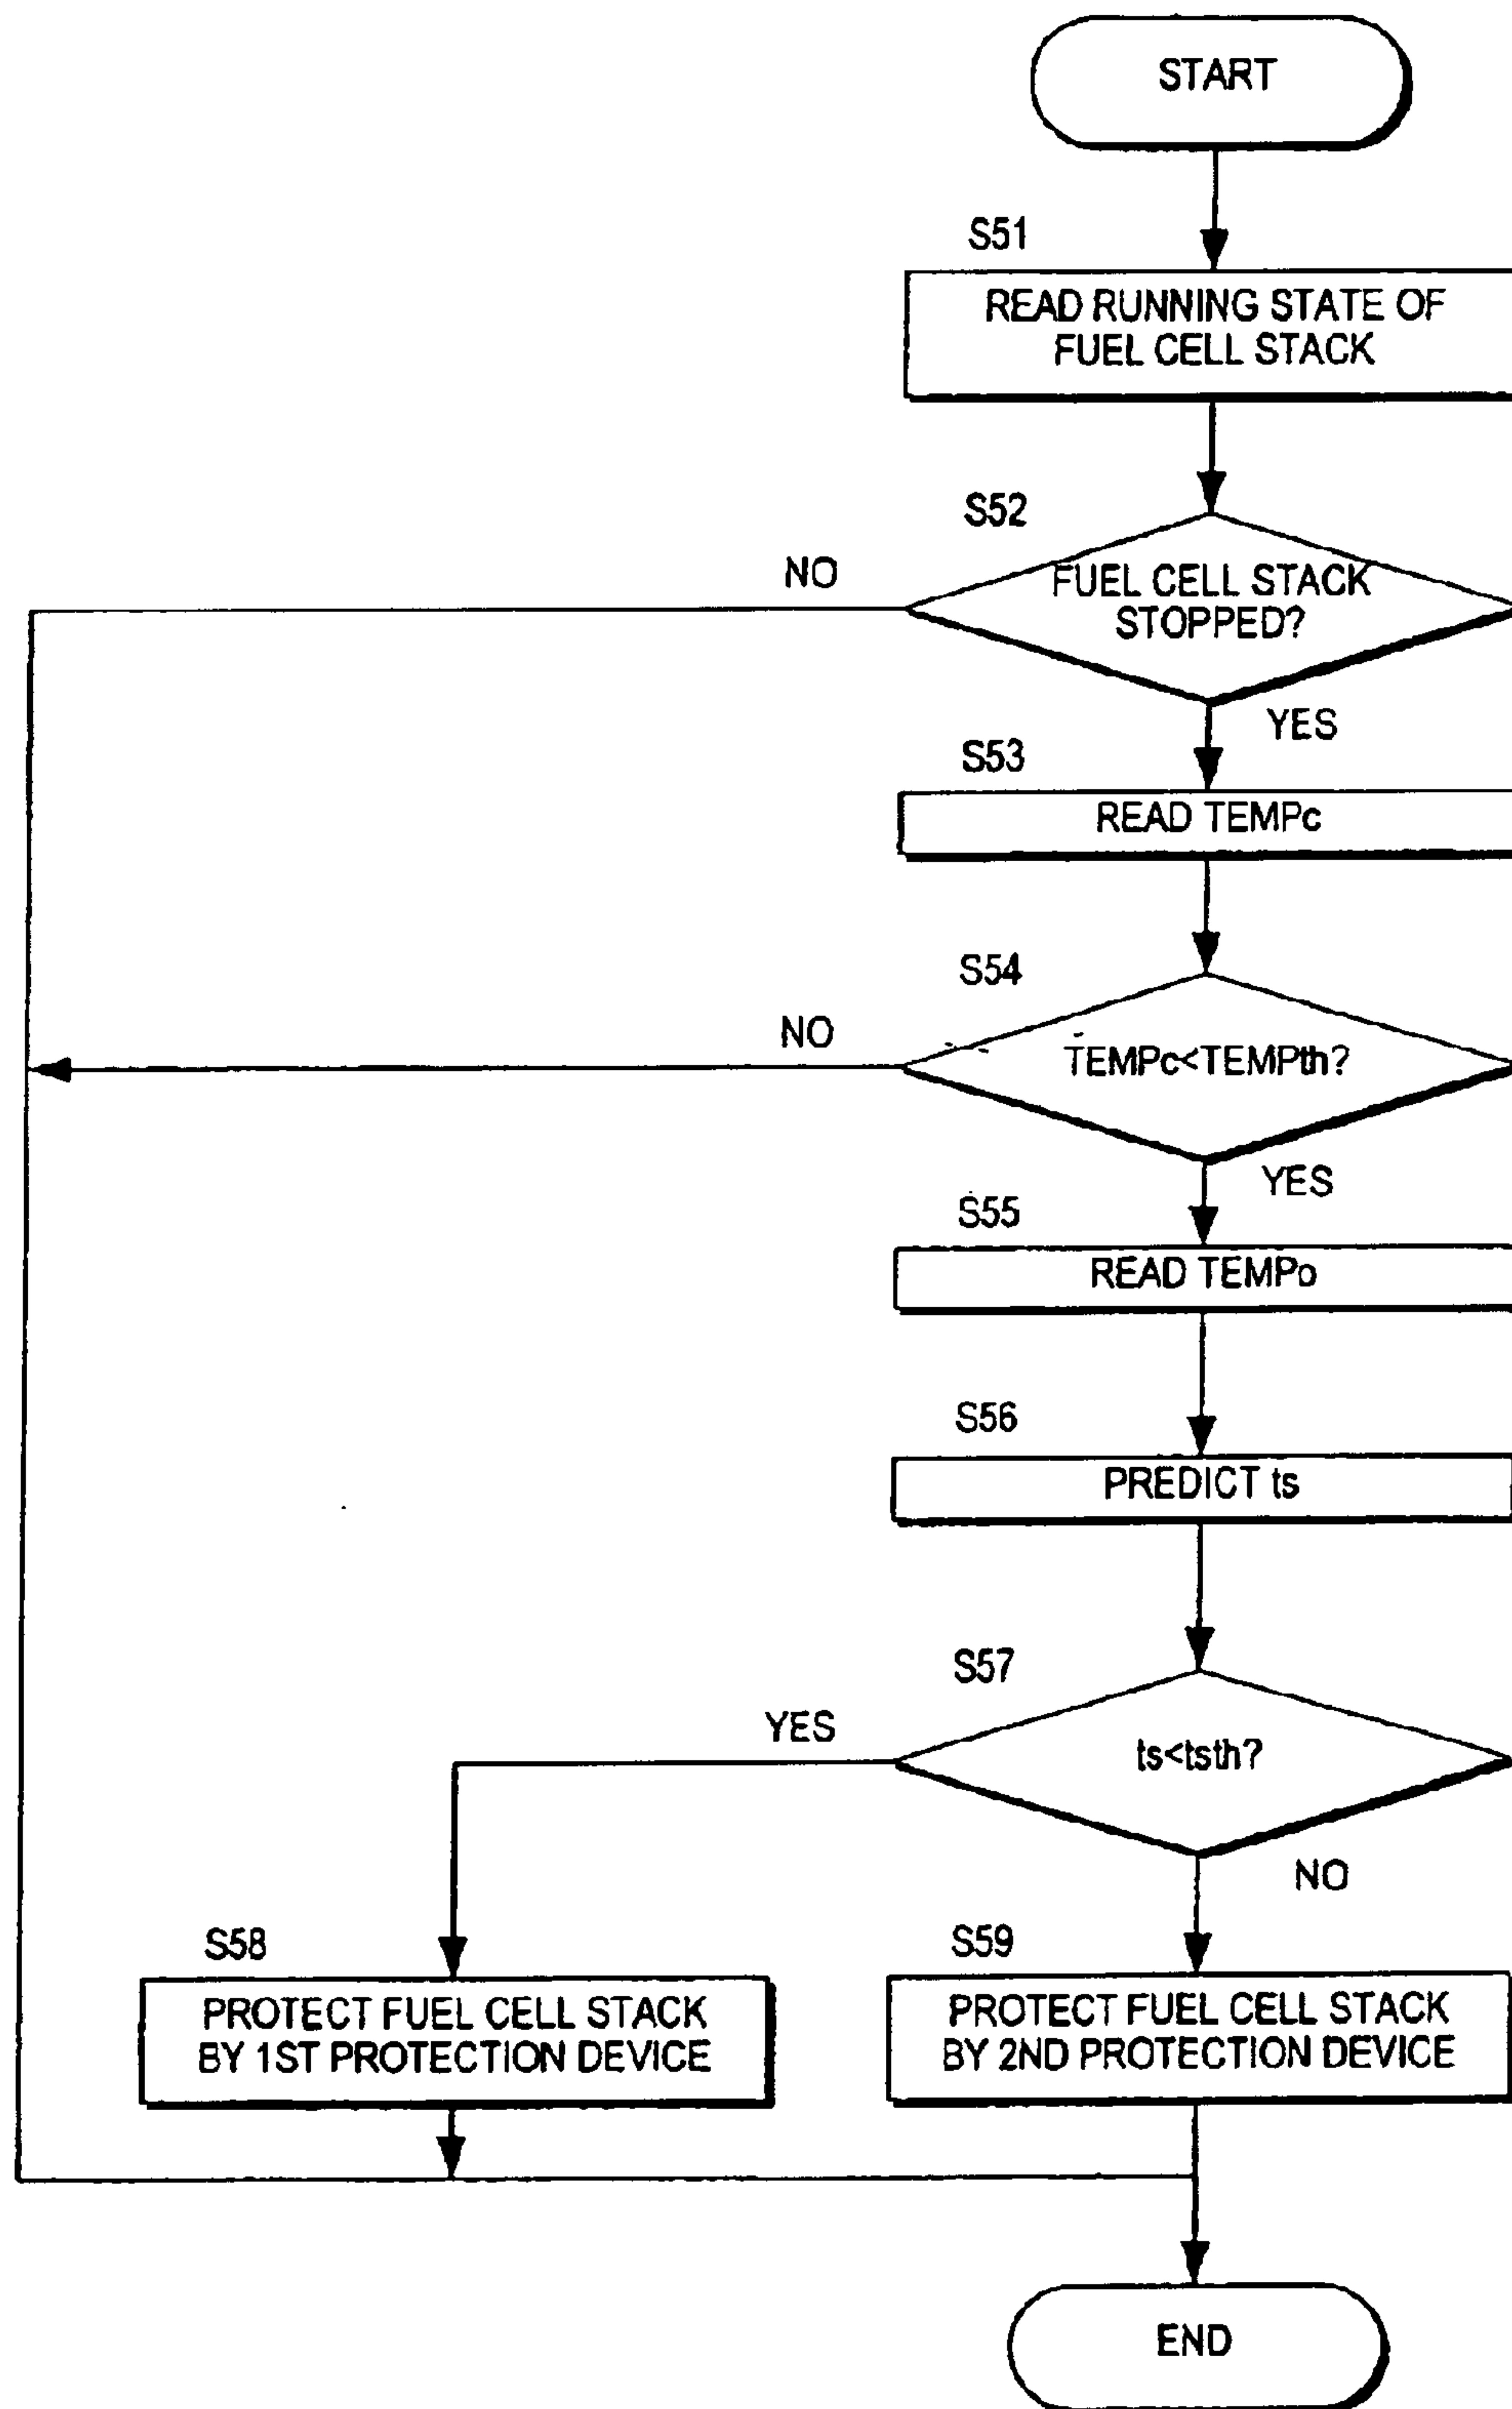 START
S51
READ RUNNING STATE OF
FUEL CELL STACK
S52
NO
FUEL CELL STACK
STOPPED?
YES
S53
READ TEMPc
S54
NO
TEMPc<TEMPth?
YES
S55
READ TEMPo
S56
PREDICT ts
S57
YES
ts<tsth?
NO
S58
S59
PROTECT FUEL CELL STACK
BY 1ST PROTECTION DEVICE
PROTECT FUEL CELL STACK
BY 2ND PROTECTION DEVICE
END